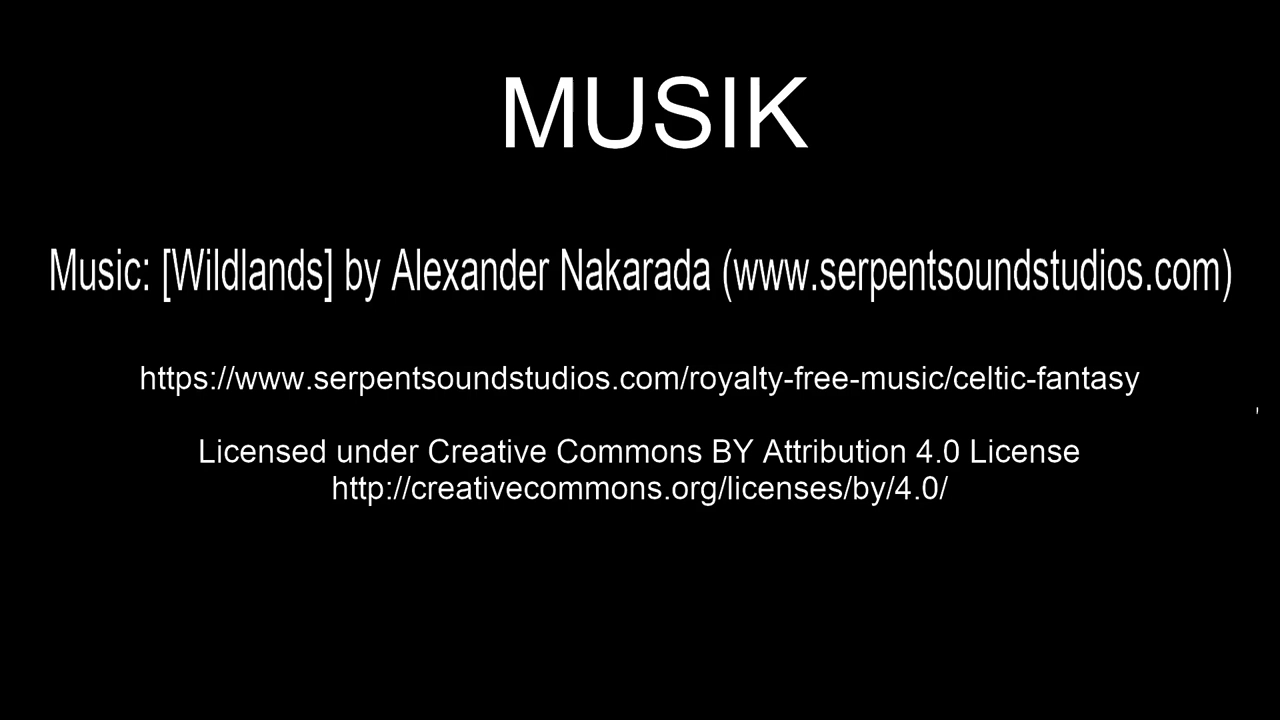 MUSIK
Music: [Wildlands] by Alexander Nakarada (www.serpentsoundstudios.com)
https://www.serpentsoundstudios.com/royalty-free-music/celtic-fantasy
Licensed under Creative Commons BY Attribution 4.0 License
http://creativecommons.org/licenses/by/4.0/